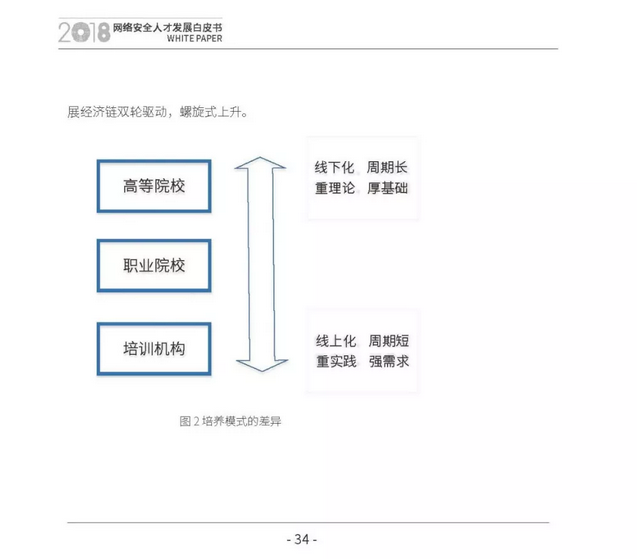 2018 网络安全人才发展白皮书
WHITE PAPER
展经济链双轮驱动，螺旋式上升。
高等院校
线下化 周期长
重理论 厚基础
职业院校
培训机构
线上化 周期短
重实践 强需求
图 2 培养模式的差异
- 34 -